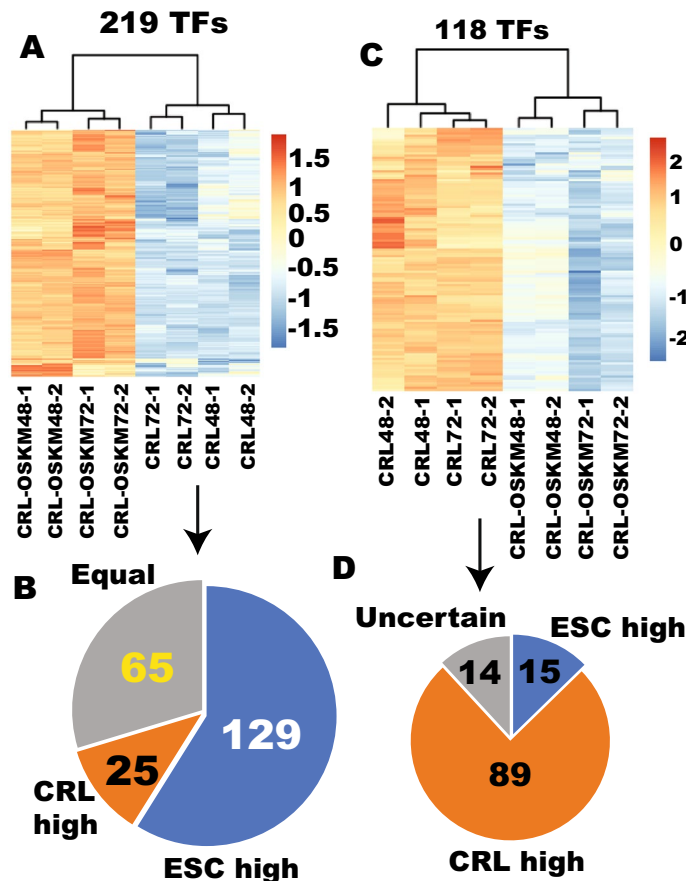 219 TFs
A
1.5
1
0.5
0
-0.5
-1
-1.5
CRL-OSKM48-1
CRL-OSKM48-2
CRL-OSKM72-1
CRL-OSKM72-2
CRL72-1
CRL72-2
CRL48-1
CRL48-2
118 TFs
C
2
1
0
-1
-2
CRL48-2
CRL48-1
CRL72-1
CRL72-2
CRL-OSKM48-1
CRL-OSKM48-2
CRL-OSKM72-1
CRL-OSKM72-2
B
Equal
65
129
25
CRL
high
ESC high
D
Uncertain
ESC high
14
15
89
CRL high